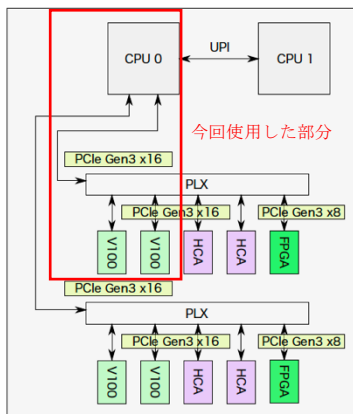 CPU 0
UPI
CPU 1
今回使用した部分
PCIe Gen3 x16
PLX
PCIe Gen3 x16
PCIe Gen3 x8
V100
V100
HCA
HCA
FPGA
PCIe Gen3 x16
PLX
PCIe Gen3 x16
PCIe Gen3 x8
V100
V100
HCA
HCA
FPGA